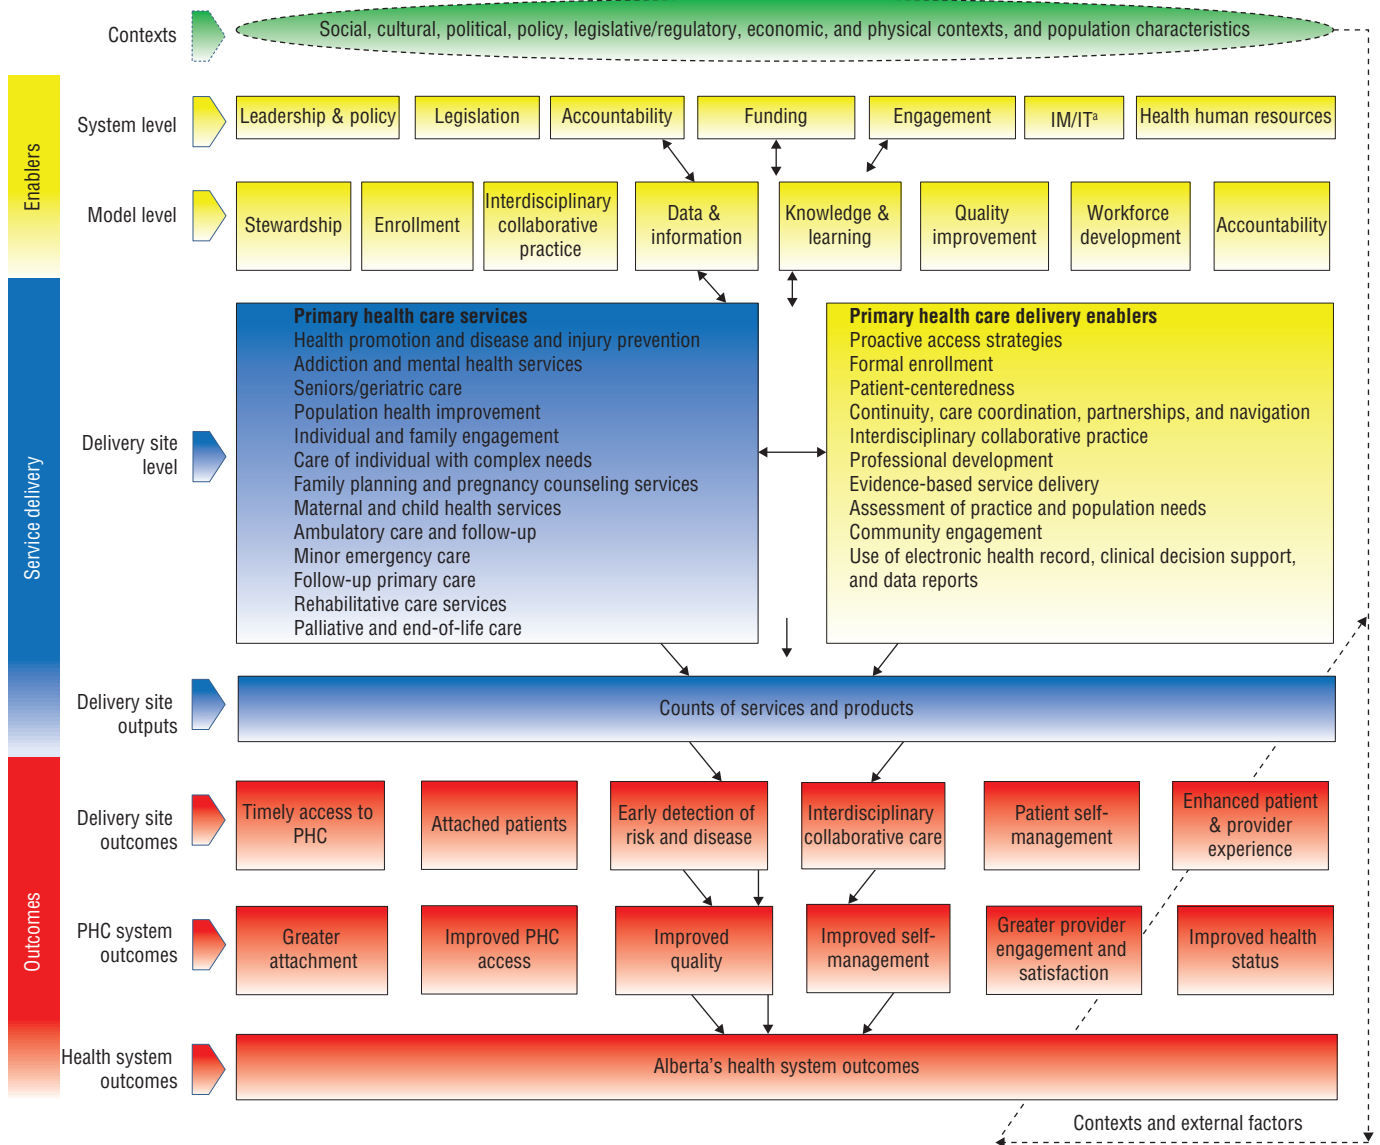 Contexts
Social, cultural, political, policy, legislative/regulatory, economic, and physical contexts, and population characteristics
Enablers
System level
Leadership & policy
Legislation
Accountability
Funding
Engagement
IM/ITᵃ
Health human resources
Model level
Stewardship
Enrollment
Interdisciplinary
collaborative
practice
Data &
information
Knowledge &
learning
Quality
improvement
Workforce
development
Accountability
Service delivery
Delivery site
level
Primary health care services
Health promotion and disease and injury prevention
Addiction and mental health services
Seniors/geriatric care
Population health improvement
Individual and family engagement
Care of individual with complex needs
Family planning and pregnancy counseling services
Maternal and child health services
Ambulatory care and follow-up
Minor emergency care
Follow-up primary care
Rehabilitative care services
Palliative and end-of-life care
Primary health care delivery enablers
Proactive access strategies
Formal enrollment
Patient-centeredness
Continuity, care coordination, partnerships, and navigation
Interdisciplinary collaborative practice
Professional development
Evidence-based service delivery
Assessment of practice and population needs
Community engagement
Use of electronic health record, clinical decision support,
and data reports
Delivery site
outputs
Counts of services and products
Outcomes
Delivery site
outcomes
Timely access to
PHC
Attached patients
Early detection of
risk and disease
Interdisciplinary
collaborative care
Patient self-
management
Enhanced patient
& provider
experience
PHC system
outcomes
Greater
attachment
Improved PHC
access
Improved
quality
Improved self-
management
Greater provider
engagement and
satisfaction
Improved health
status
Health system
outcomes
Alberta's health system outcomes
Contexts and external factors